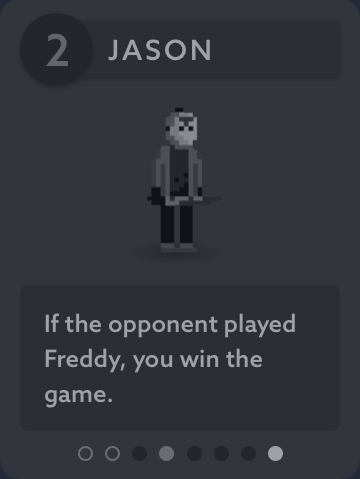 2 JASON
If the opponent played
Freddy, you win the
game.